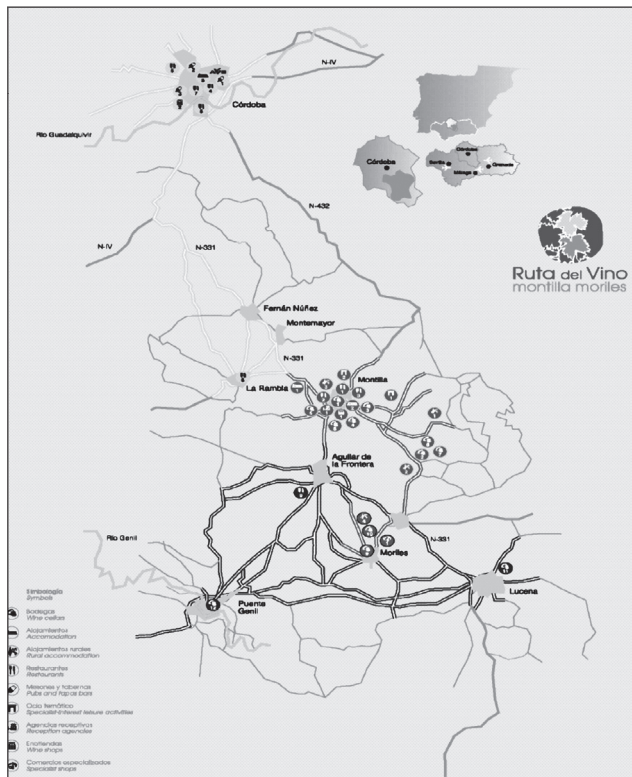 N-IV
Córdoba
Río Guadalquivir
Córdoba
Córdoba
Sevilla
Granada
Málaga
N-432
N-IV
N-331
Ruta del Vino
montilla moriles
Fernán Núñez
Montemayor
N-331
La Rambla
Montilla
Aguilar de
la Frontera
Río Genil
N-331
Moriles
Lucena
Puente
Genil
Simbología
Symbols
Bodegas
Wine cellars
Alojamientos
Accomodation
Alojamientos rurales
Rural accommodation
Restaurantes
Restaurants
Mesones y tabernas
Pubs and tapas bars
Ocio temático
Specialist-interest leisure activities
Agencias receptivas
Reception agencies
Enotiendas
Wine shops
Comercios especializados
Specialist shops